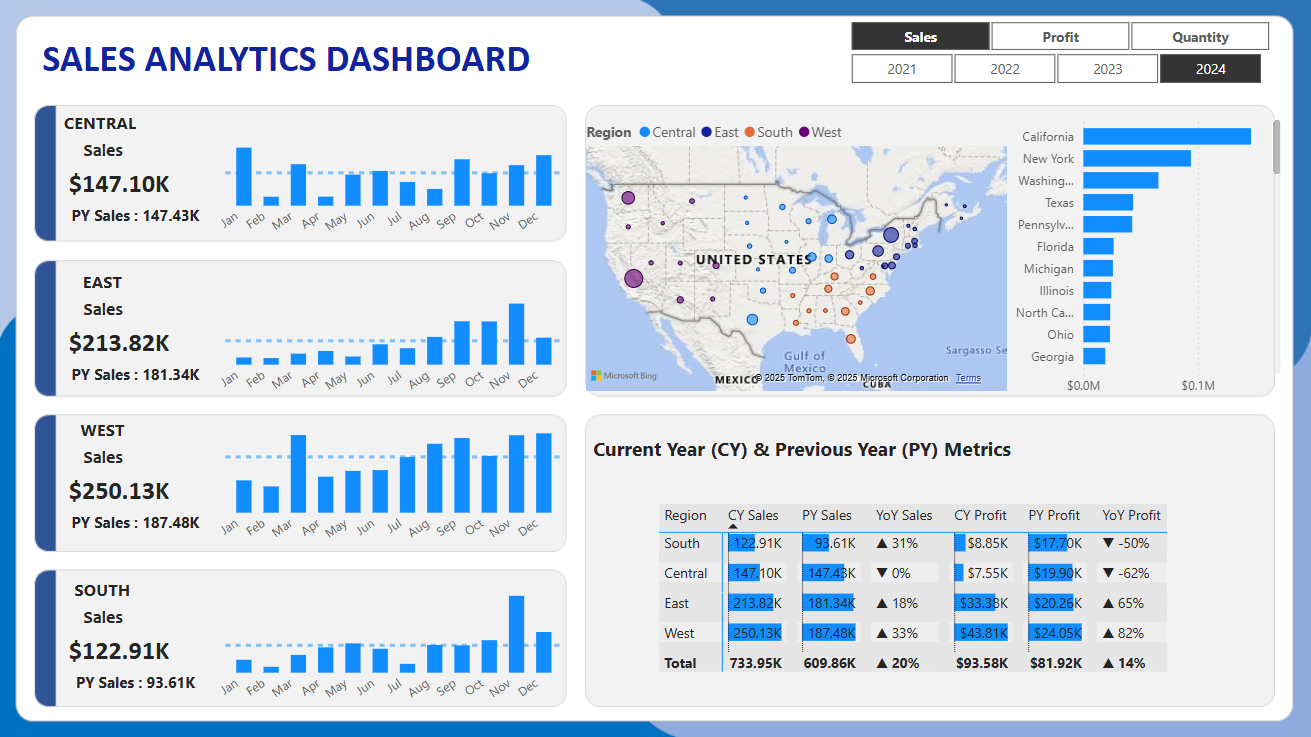 SALES ANALYTICS DASHBOARD
Sales Profit Quantity
2021 2022 2023 2024
CENTRAL
Sales
$147.10K
PY Sales : 147.43K
Jan Feb Mar Apr May Jun Jul Aug Sep Oct Nov Dec
EAST
Sales
$213.82K
PY Sales : 181.34K
Jan Feb Mar Apr May Jun Jul Aug Sep Oct Nov Dec
WEST
Sales
$250.13K
PY Sales : 187.48K
Jan Feb Mar Apr May Jun Jul Aug Sep Oct Nov Dec
SOUTH
Sales
$122.91K
PY Sales : 93.61K
Jan Feb Mar Apr May Jun Jul Aug Sep Oct Nov Dec
Region Central East South West
UNITED STATES
Gulf of
Mexico
Sargasso Se
MEXICO
CUBA
Microsoft Bing
© 2025 TomTom, © 2025 Microsoft Corporation Terms
California
New York
Washing...
Texas
Pennsylv...
Florida
Michigan
Illinois
North Ca...
Ohio
Georgia
$0.0M $0.1M
Current Year (CY) & Previous Year (PY) Metrics
Region CY Sales PY Sales YoY Sales CY Profit PY Profit YoY Profit
South 122.91K 93.61K ▲ 31% $8.85K $17.70K ▼ -50%
Central 147.10K 147.43K ▼ 0% $7.55K $19.90K ▼ -62%
East 213.82K 181.34K ▲ 18% $33.38K $20.26K ▲ 65%
West 250.13K 187.48K ▲ 33% $43.81K $24.05K ▲ 82%
Total 733.95K 609.86K ▲ 20% $93.58K $81.92K ▲ 14%